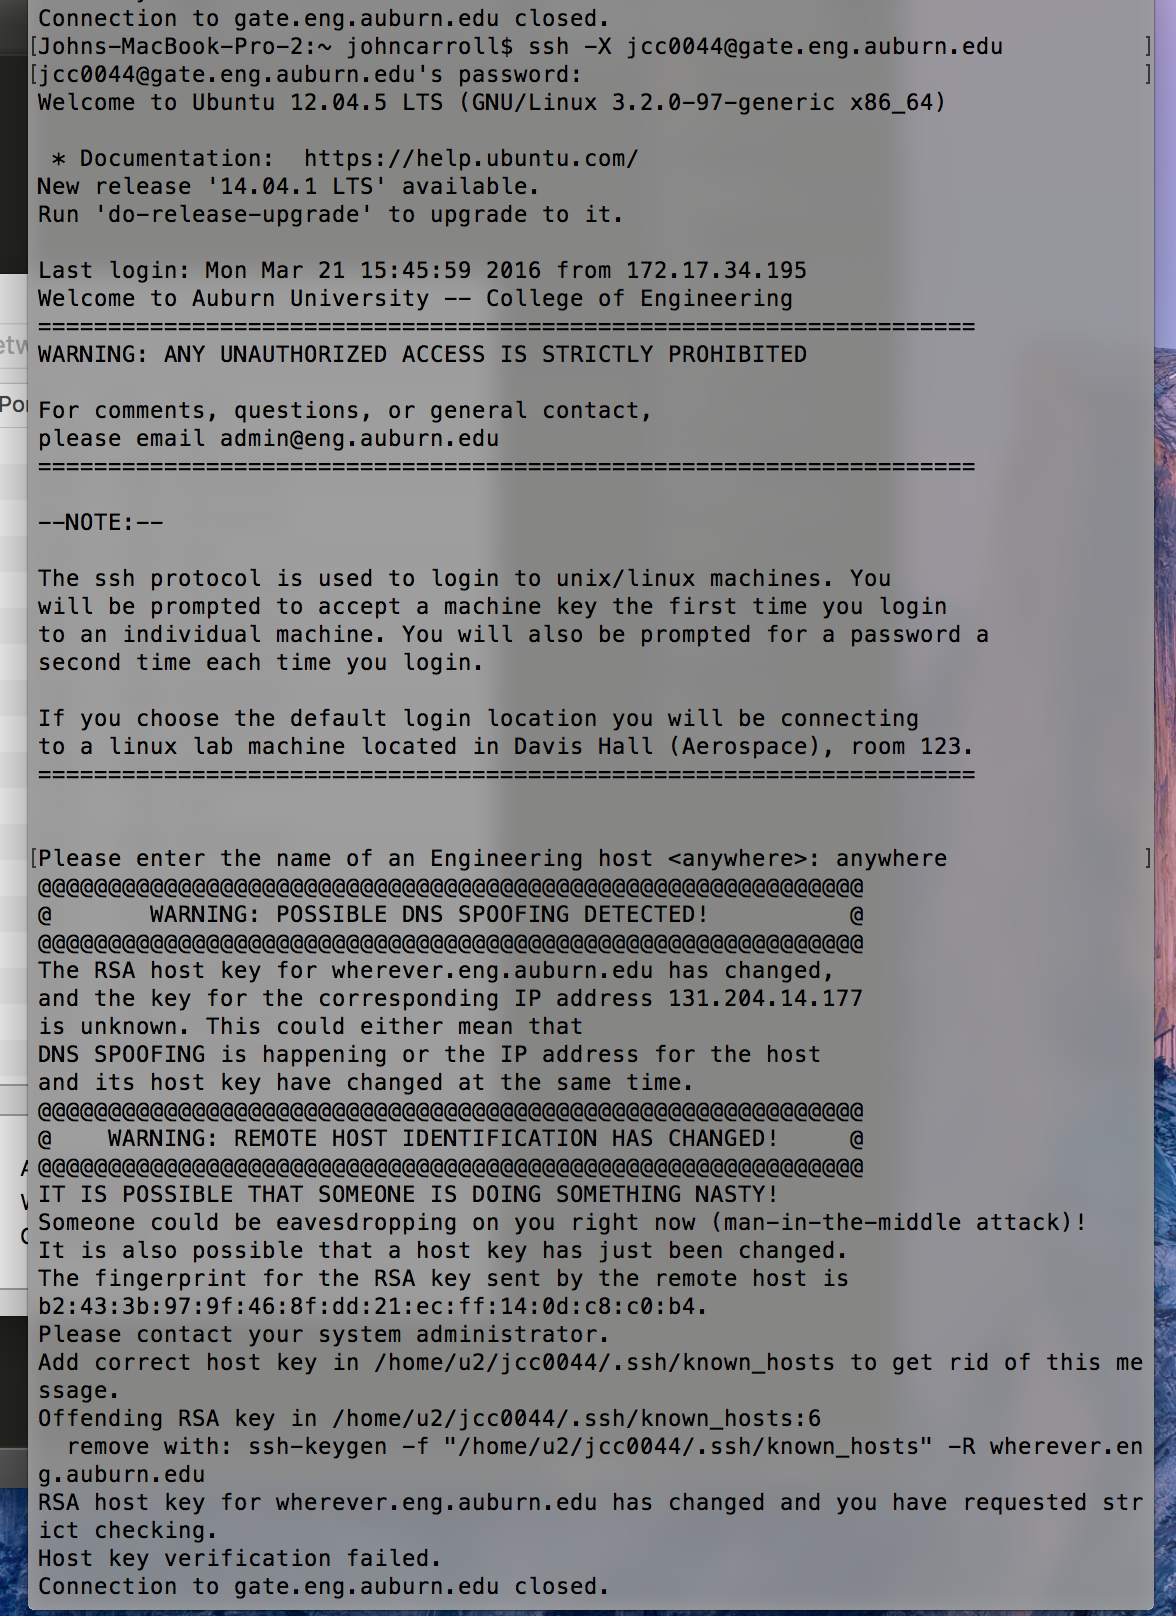 Connection to gate.eng.auburn.edu closed.
[Johns-MacBook-Pro-2:~ johncarroll$ ssh -X jcc0044@gate.eng.auburn.edu ]
[jcc0044@gate.eng.auburn.edu's password: ]
Welcome to Ubuntu 12.04.5 LTS (GNU/Linux 3.2.0-97-generic x86_64)
* Documentation:  https://help.ubuntu.com/
New release '14.04.1 LTS' available.
Run 'do-release-upgrade' to upgrade to it.
Last login: Mon Mar 21 15:45:59 2016 from 172.17.34.195
Welcome to Auburn University -- College of Engineering
===================================================================
etw
WARNING: ANY UNAUTHORIZED ACCESS IS STRICTLY PROHIBITED
Por
For comments, questions, or general contact,
please email admin@eng.auburn.edu
===================================================================
--NOTE:--
The ssh protocol is used to login to unix/linux machines. You
will be prompted to accept a machine key the first time you login
to an individual machine. You will also be prompted for a password a
second time each time you login.
If you choose the default login location you will be connecting
to a linux lab machine located in Davis Hall (Aerospace), room 123.
===================================================================
[Please enter the name of an Engineering host <anywhere>: anywhere ]
@@@@@@@@@@@@@@@@@@@@@@@@@@@@@@@@@@@@@@@@@@@@@@@@@@@@@@@@@@@
@       WARNING: POSSIBLE DNS SPOOFING DETECTED!          @
@@@@@@@@@@@@@@@@@@@@@@@@@@@@@@@@@@@@@@@@@@@@@@@@@@@@@@@@@@@
The RSA host key for wherever.eng.auburn.edu has changed,
and the key for the corresponding IP address 131.204.14.177
is unknown. This could either mean that
DNS SPOOFING is happening or the IP address for the host
and its host key have changed at the same time.
@@@@@@@@@@@@@@@@@@@@@@@@@@@@@@@@@@@@@@@@@@@@@@@@@@@@@@@@@@@
@    WARNING: REMOTE HOST IDENTIFICATION HAS CHANGED!     @
@@@@@@@@@@@@@@@@@@@@@@@@@@@@@@@@@@@@@@@@@@@@@@@@@@@@@@@@@@@
IT IS POSSIBLE THAT SOMEONE IS DOING SOMETHING NASTY!
Someone could be eavesdropping on you right now (man-in-the-middle attack)!
It is also possible that a host key has just been changed.
The fingerprint for the RSA key sent by the remote host is
b2:43:3b:97:9f:46:8f:dd:21:ec:ff:14:0d:c8:c0:b4.
Please contact your system administrator.
Add correct host key in /home/u2/jcc0044/.ssh/known_hosts to get rid of this me
ssage.
Offending RSA key in /home/u2/jcc0044/.ssh/known_hosts:6
  remove with: ssh-keygen -f "/home/u2/jcc0044/.ssh/known_hosts" -R wherever.en
g.auburn.edu
RSA host key for wherever.eng.auburn.edu has changed and you have requested str
ict checking.
Host key verification failed.
Connection to gate.eng.auburn.edu closed.